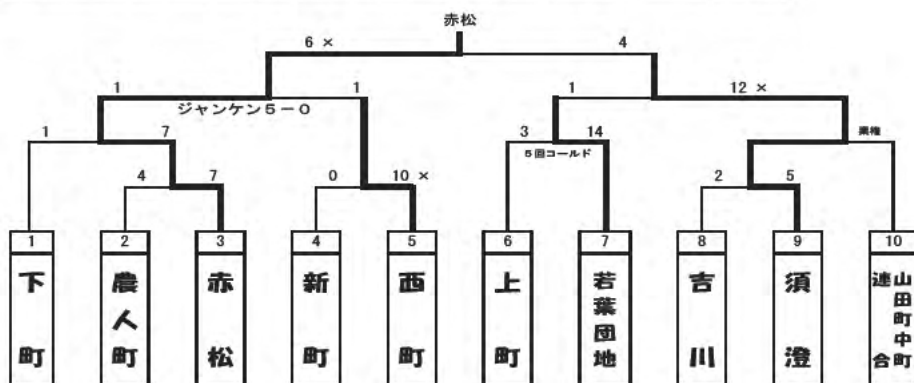 赤松
6 × 4
1 1 1 12 ×
ジャンケン5-0
1 7 3 14 棄権
5回コールド
4 7 0 10 × 2 5
1 2 3 4 5 6 7 8 9 10
下町
農人町
赤松
新町
西町
上町
若葉団地
吉川
須澄
山田町中町
連合